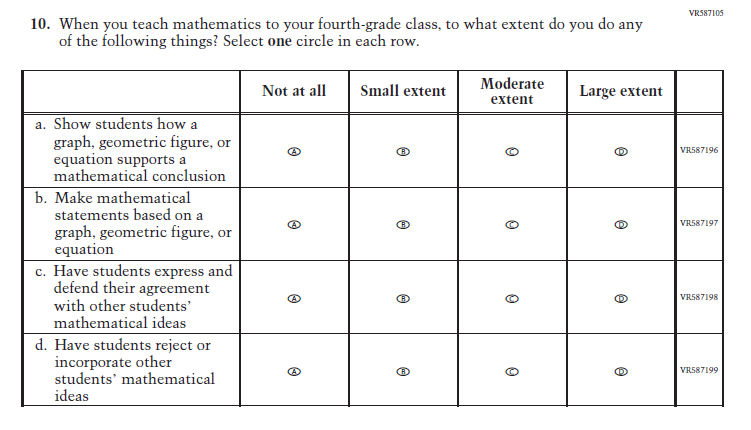 VR587105
10. When you teach mathematics to your fourth-grade class, to what extent do you do any
of the following things? Select one circle in each row.
Not at all
Small extent
Moderate
extent
Large extent
a. Show students how a
graph, geometric figure, or
equation supports a
mathematical conclusion
A B C D VR587196
b. Make mathematical
statements based on a
graph, geometric figure, or
equation
A B C D VR587197
c. Have students express and
defend their agreement
with other students'
mathematical ideas
A B C D VR587198
d. Have students reject or
incorporate other
students' mathematical
ideas
A B C D VR587199